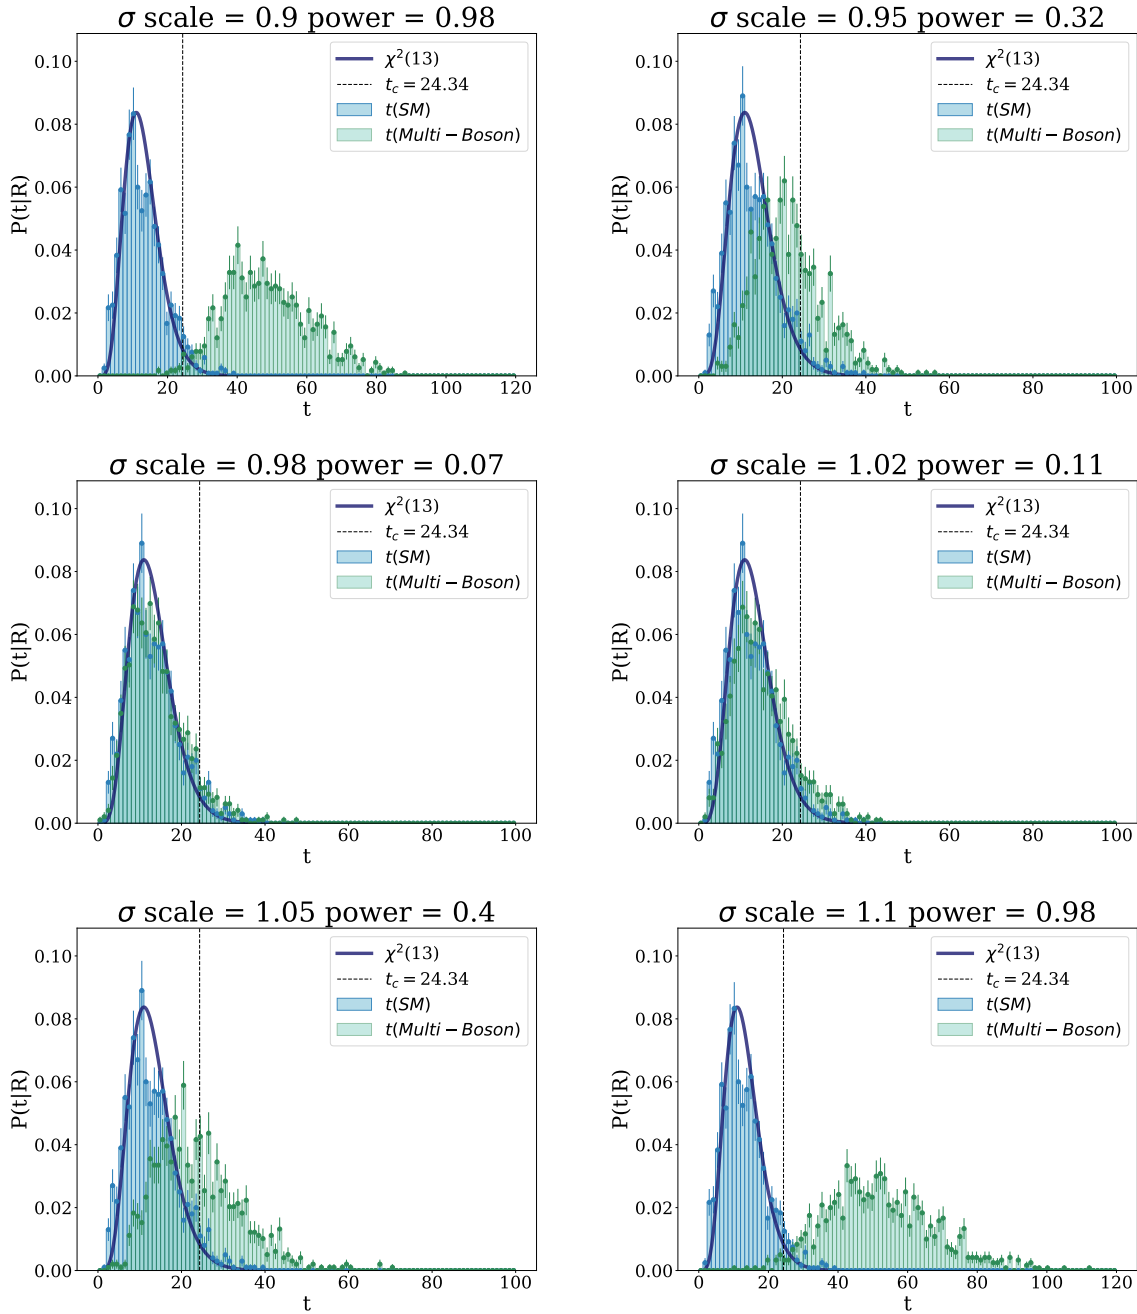 σ scale = 0.9 power = 0.98
χ²(13)
t_c = 24.34
t(SM)
t(Multi − Boson)
P(t|R)
0.10
0.08
0.06
0.04
0.02
0.00
0 20 40 60 80 100 120
t
σ scale = 0.95 power = 0.32
χ²(13)
t_c = 24.34
t(SM)
t(Multi − Boson)
P(t|R)
0.10
0.08
0.06
0.04
0.02
0.00
0 20 40 60 80 100
t
σ scale = 0.98 power = 0.07
χ²(13)
t_c = 24.34
t(SM)
t(Multi − Boson)
P(t|R)
0.10
0.08
0.06
0.04
0.02
0.00
0 20 40 60 80 100
t
σ scale = 1.02 power = 0.11
χ²(13)
t_c = 24.34
t(SM)
t(Multi − Boson)
P(t|R)
0.10
0.08
0.06
0.04
0.02
0.00
0 20 40 60 80 100
t
σ scale = 1.05 power = 0.4
χ²(13)
t_c = 24.34
t(SM)
t(Multi − Boson)
P(t|R)
0.10
0.08
0.06
0.04
0.02
0.00
0 20 40 60 80 100
t
σ scale = 1.1 power = 0.98
χ²(13)
t_c = 24.34
t(SM)
t(Multi − Boson)
P(t|R)
0.10
0.08
0.06
0.04
0.02
0.00
0 20 40 60 80 100 120
t